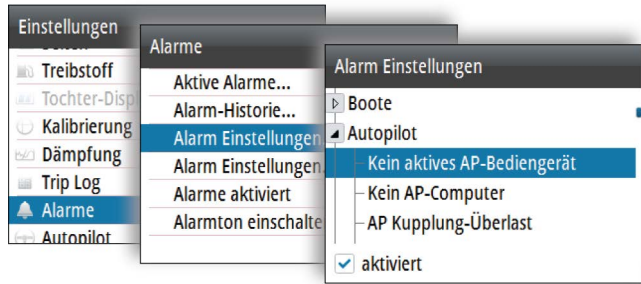 Einstellungen
Treibstoff
Tochter-Disp
Kalibrierung
Dämpfung
Trip Log
Alarme
Autopilot
Alarme
Aktive Alarme...
Alarm-Historie...
Alarm Einstellungen
Alarm Einstellungen.
Alarme aktiviert
Alarmton einschalte
Alarm Einstellungen
Boote
Autopilot
Kein aktives AP-Bediengerät
Kein AP-Computer
AP Kupplung-Überlast
aktiviert